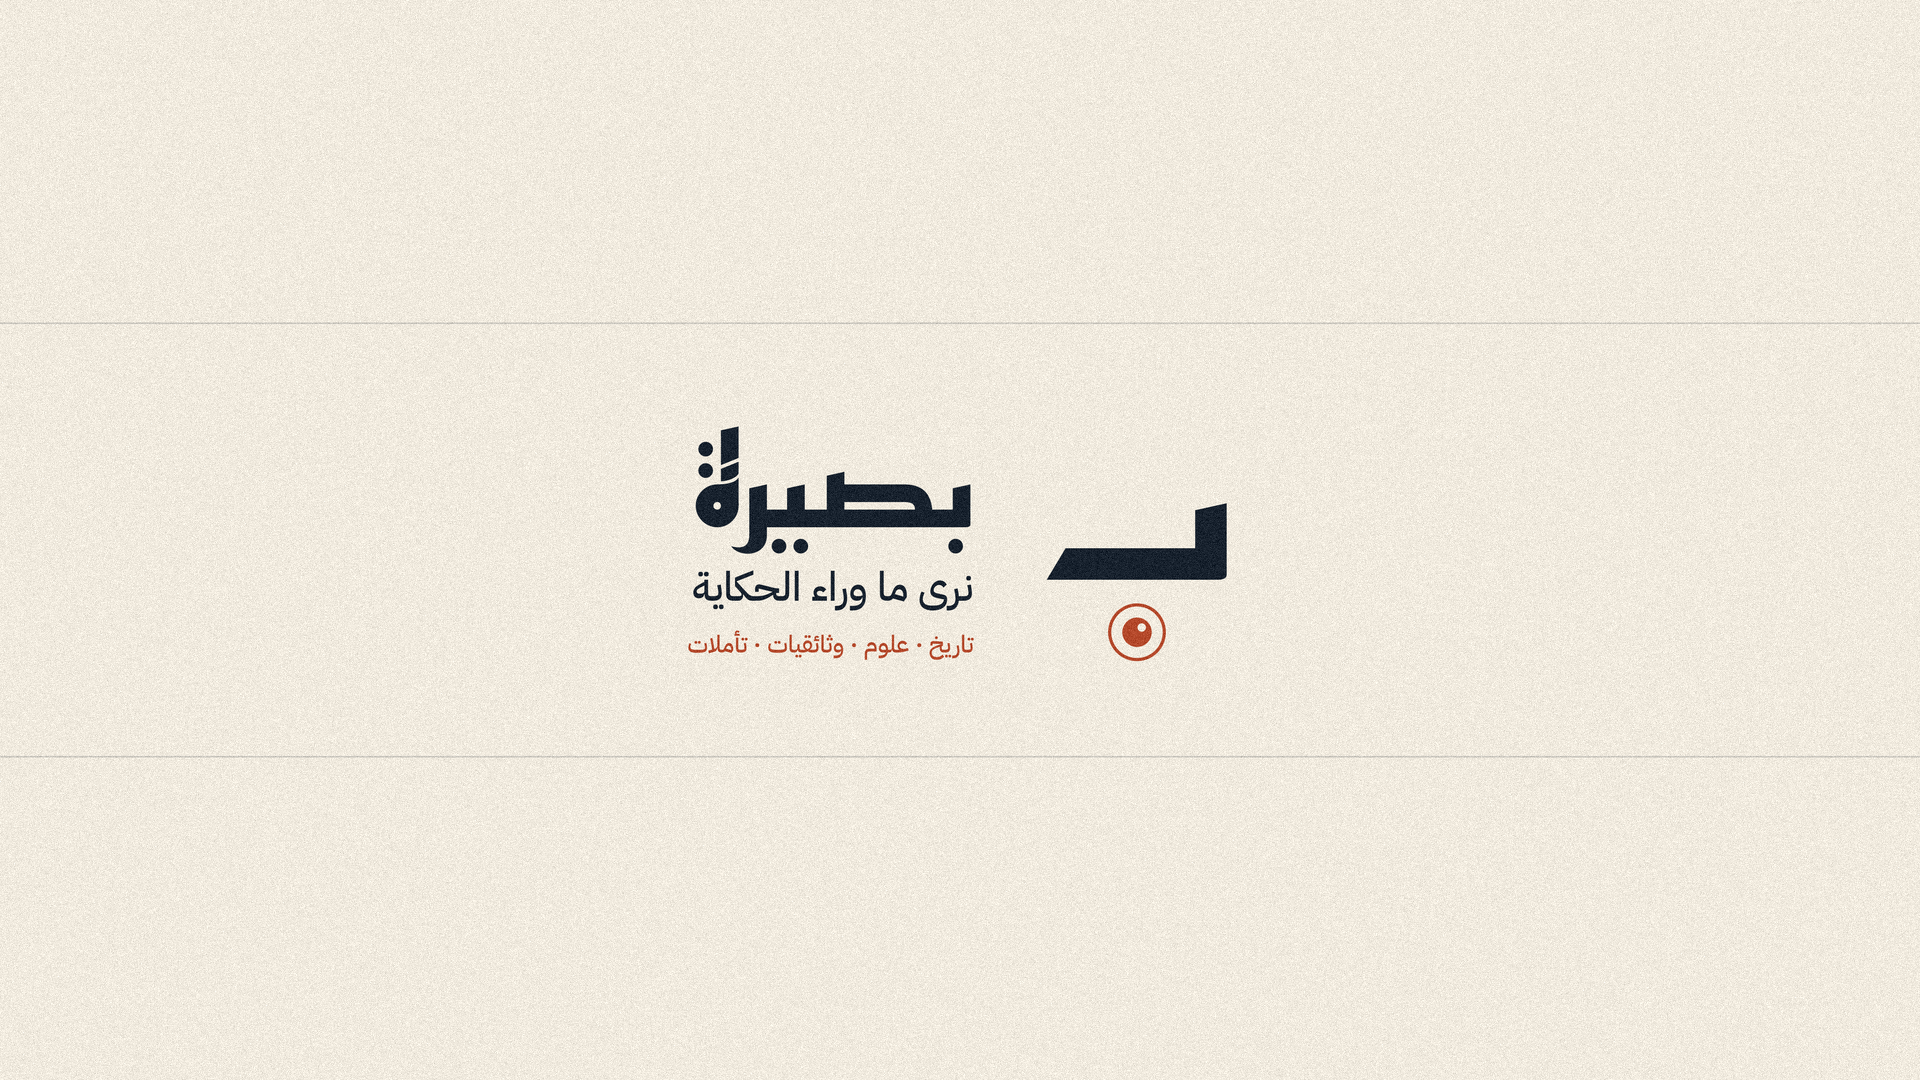 بصيرة
نرى ما وراء الحكاية
تاريخ · علوم · وثائقيات · تأملات